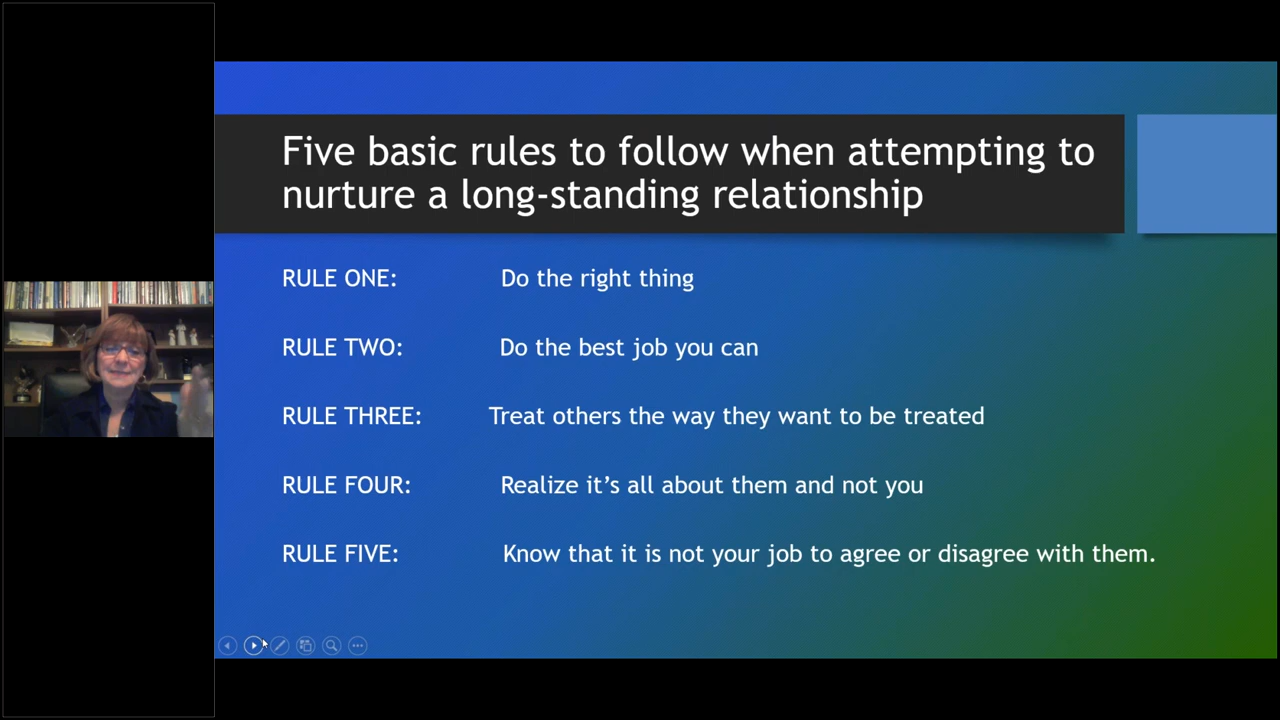 Five basic rules to follow when attempting to
nurture a long-standing relationship
RULE ONE: Do the right thing
RULE TWO: Do the best job you can
RULE THREE: Treat others the way they want to be treated
RULE FOUR: Realize it’s all about them and not you
RULE FIVE: Know that it is not your job to agree or disagree with them.